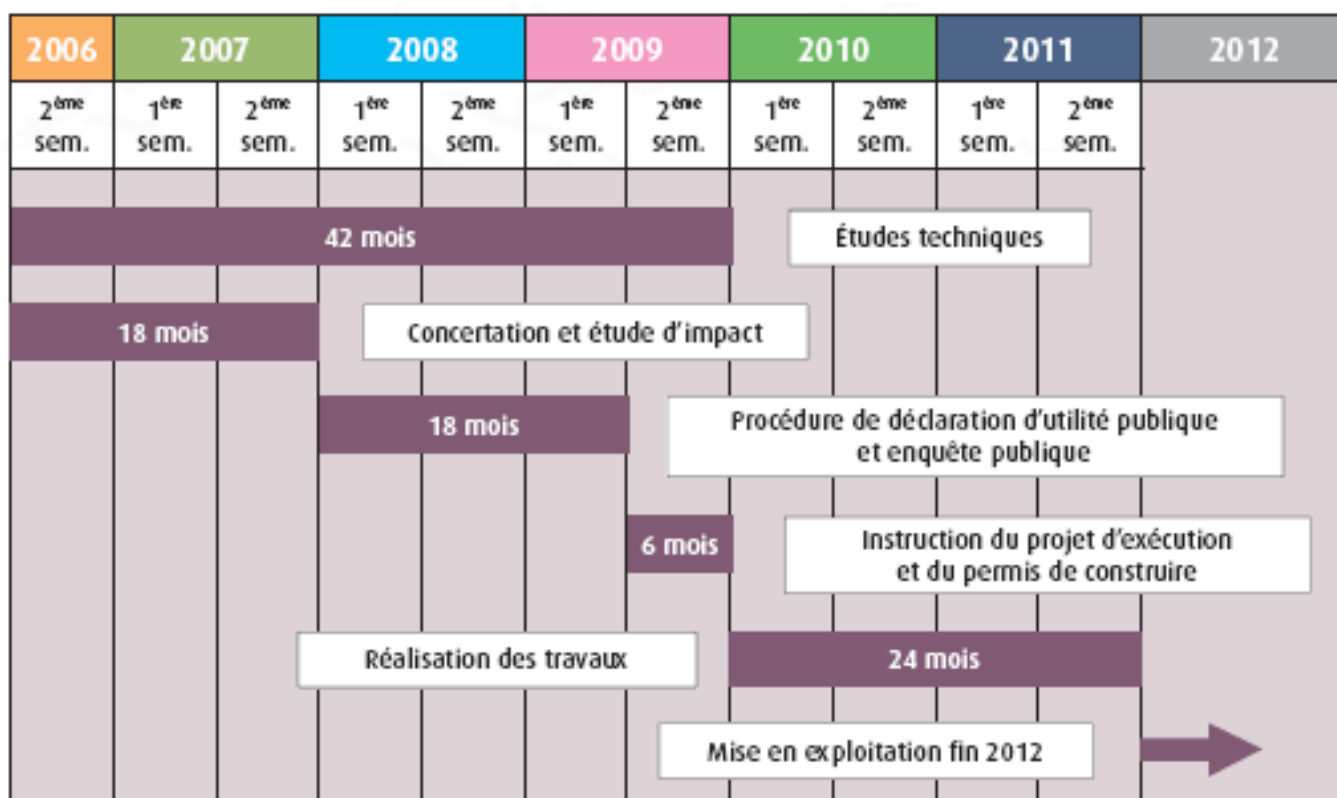 2006 2007 2008 2009 2010 2011 2012
2ème 1ère 2ème 1ère 2ème 1ère 2ème 1ère 2ème 1ère 2ème
sem. sem. sem. sem. sem. sem. sem. sem. sem. sem. sem.
42 mois Études techniques
18 mois Concertation et étude d'impact
18 mois Procédure de déclaration d'utilité publique
et enquête publique
6 mois Instruction du projet d'exécution
et du permis de construire
Réalisation des travaux 24 mois
Mise en exploitation fin 2012